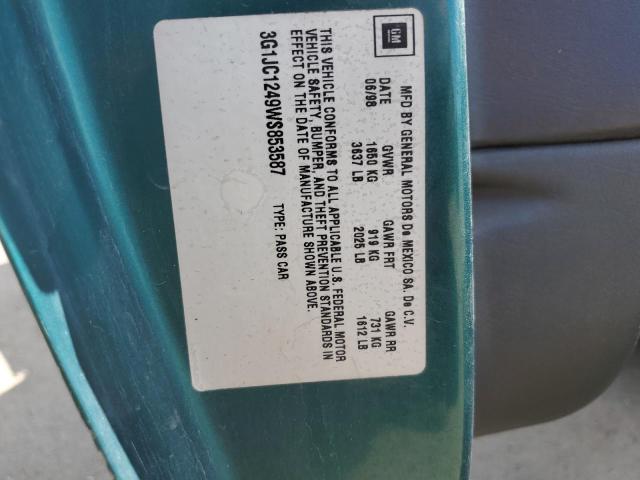 GM
MFD BY GENERAL MOTORS De MEXICO SA. De C.V.
DATE GVWR GAWR FRT GAWR RR
06/98 1650 KG 919 KG 731 KG
3637 LB 2025 LB 1612 LB
THIS VEHICLE CONFORMS TO ALL APPLICABLE U.S. FEDERAL MOTOR
VEHICLE SAFETY, BUMPER, AND THEFT PREVENTION STANDARDS IN
EFFECT ON THE DATE OF MANUFACTURE SHOWN ABOVE.
3G1JC1249WS853587 TYPE: PASS CAR